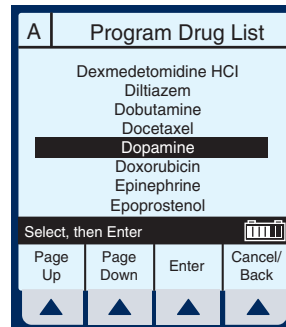 A
Program Drug List
Dexmedetomidine HCl
Diltiazem
Dobutamine
Docetaxel
Dopamine
Doxorubicin
Epinephrine
Epoprostenol
Select, then Enter
Page Up
Page Down
Enter
Cancel/ Back